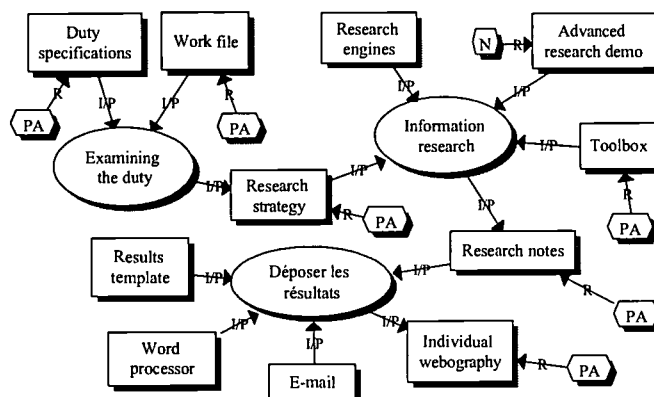 Duty
specifications
Work file
Research
engines
N
R
Advanced
research demo
R
I/P
I/P
R
I/P
I/P
PA
PA
Examining
the duty
Information
research
I/P
Toolbox
I/P
Research
strategy
I/P
R
PA
R
PA
I/P
Results
template
I/P
Déposer les
résultats
I/P
Research notes
R
PA
I/P
I/P
I/P
Word
processor
E-mail
Individual
webography
R
PA